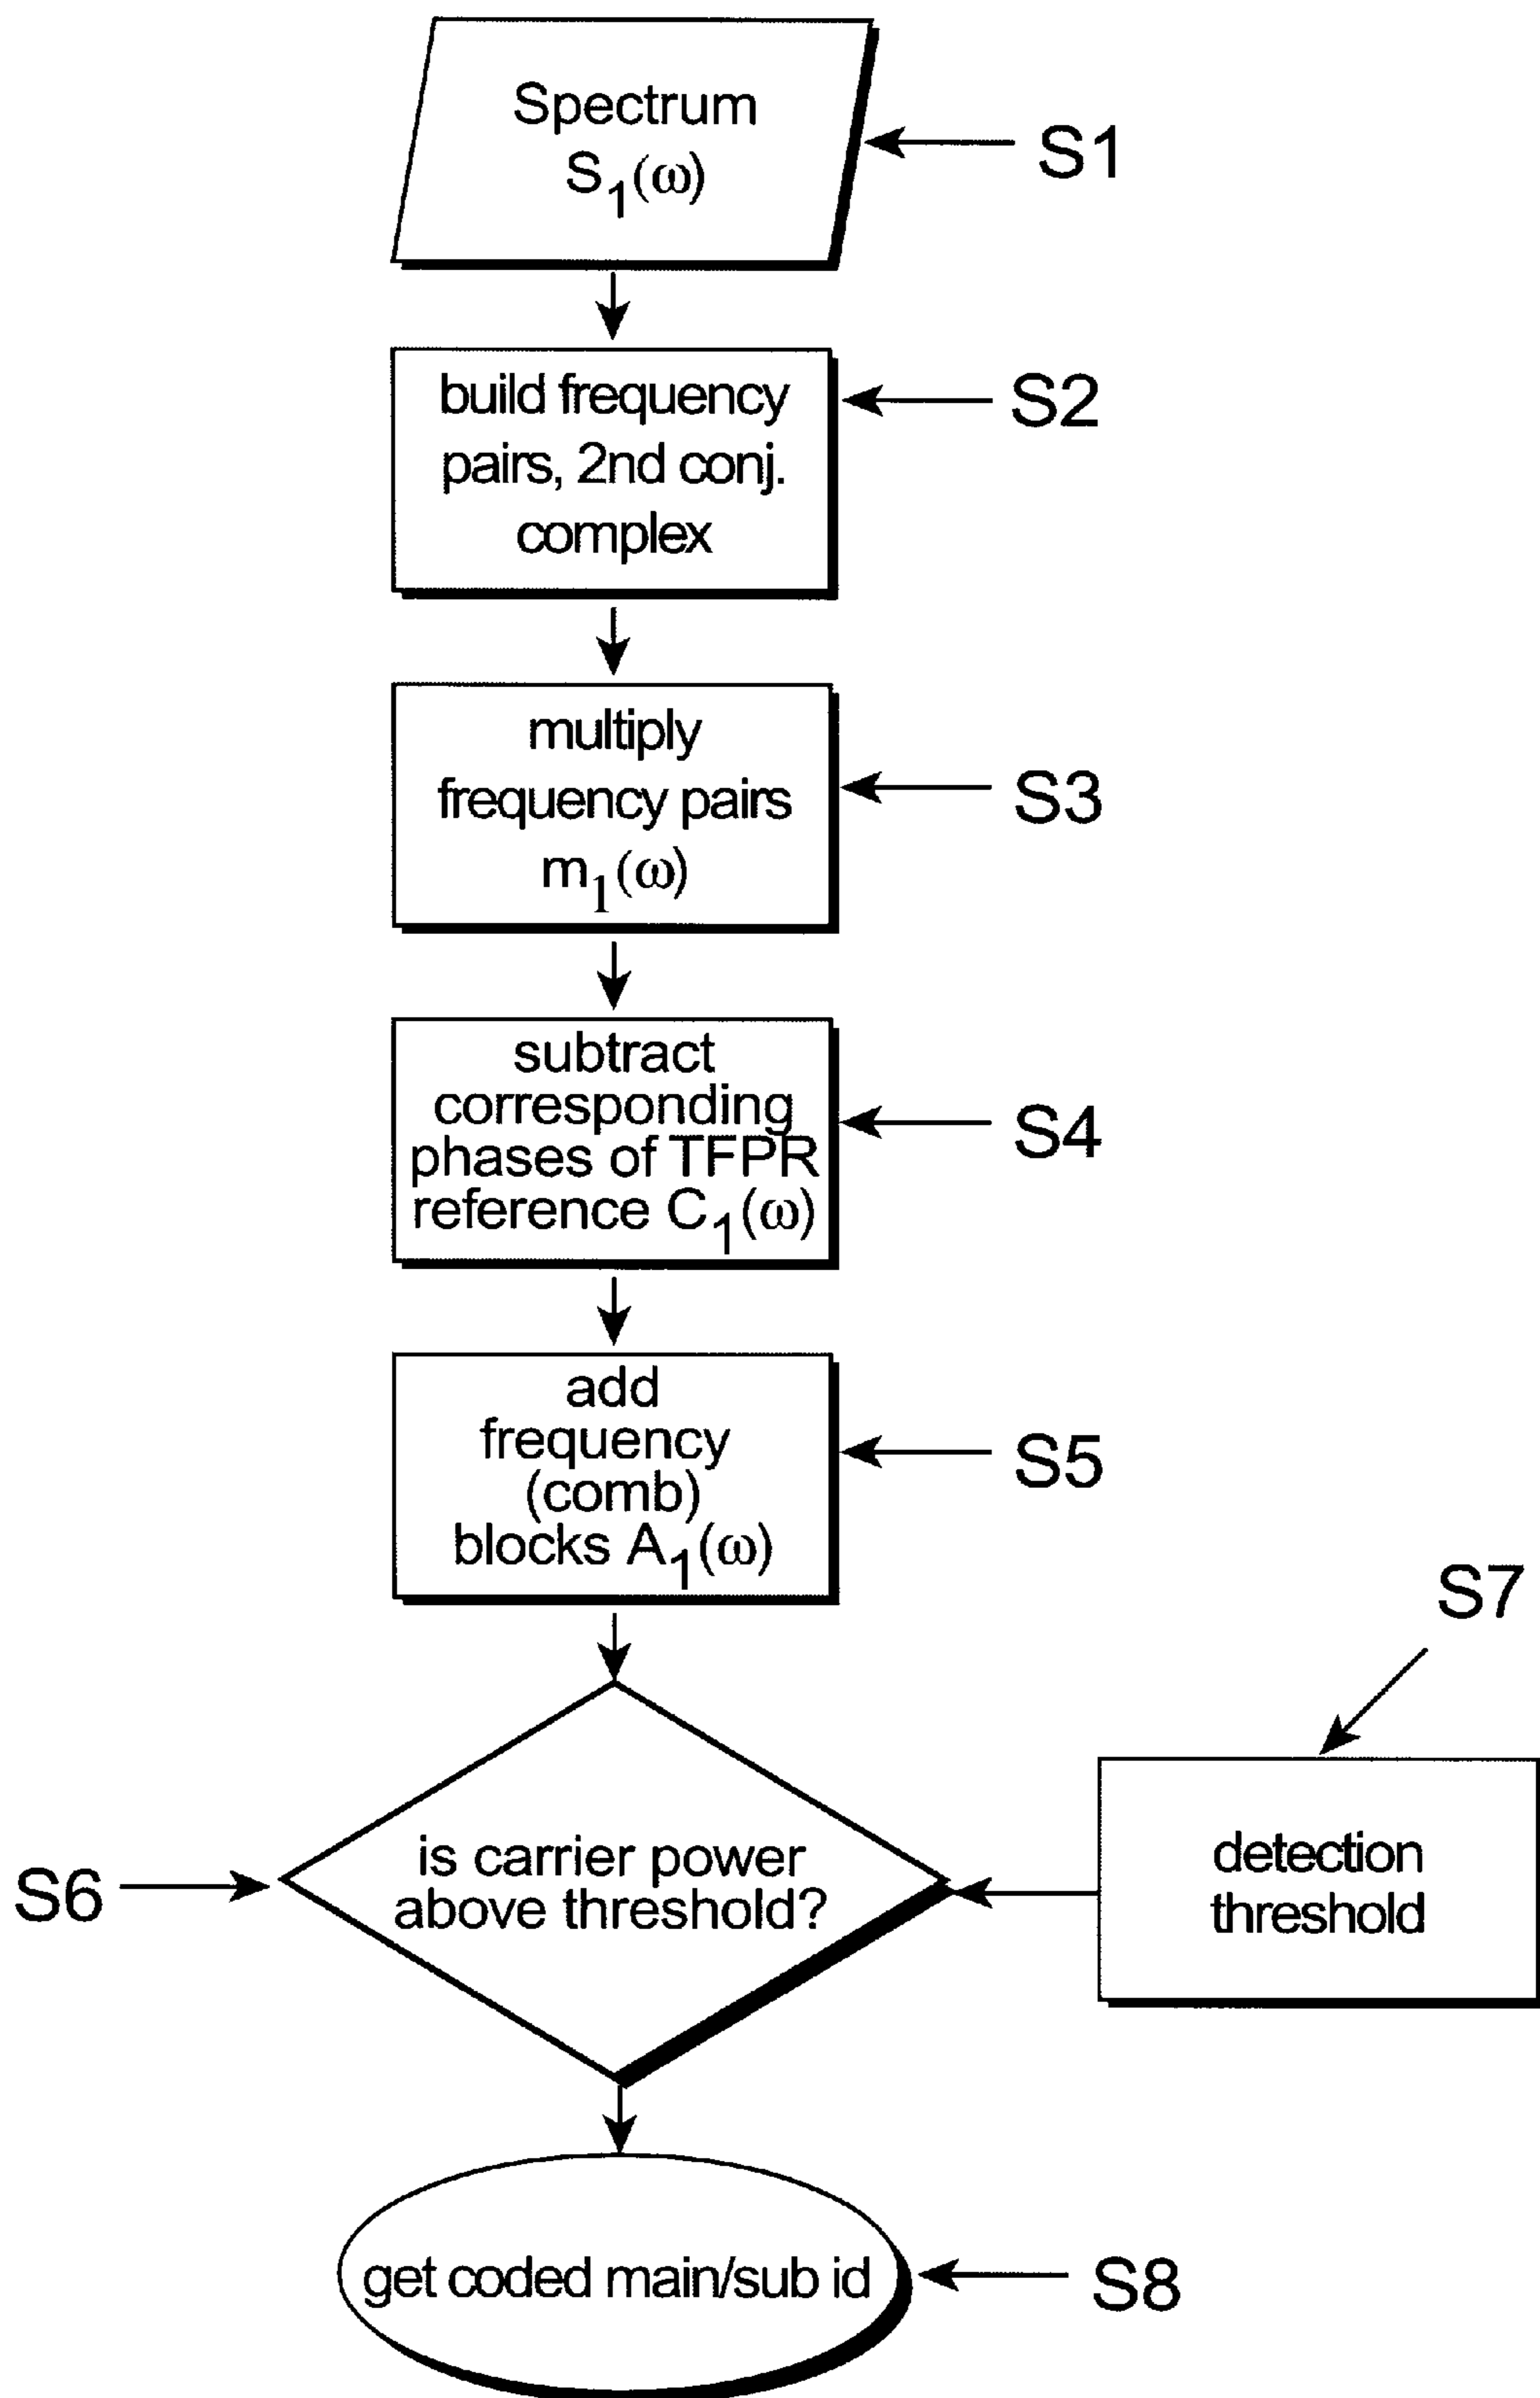 Spectrum
S₁(ω)
S1
build frequency
pairs, 2nd conj.
complex
S2
multiply
frequency pairs
m₁(ω)
S3
subtract
corresponding
phases of TFPR
reference C₁(ω)
S4
add
frequency
(comb)
blocks A₁(ω)
S5
S7
is carrier power
above threshold?
S6
detection
threshold
get coded main/sub id
S8